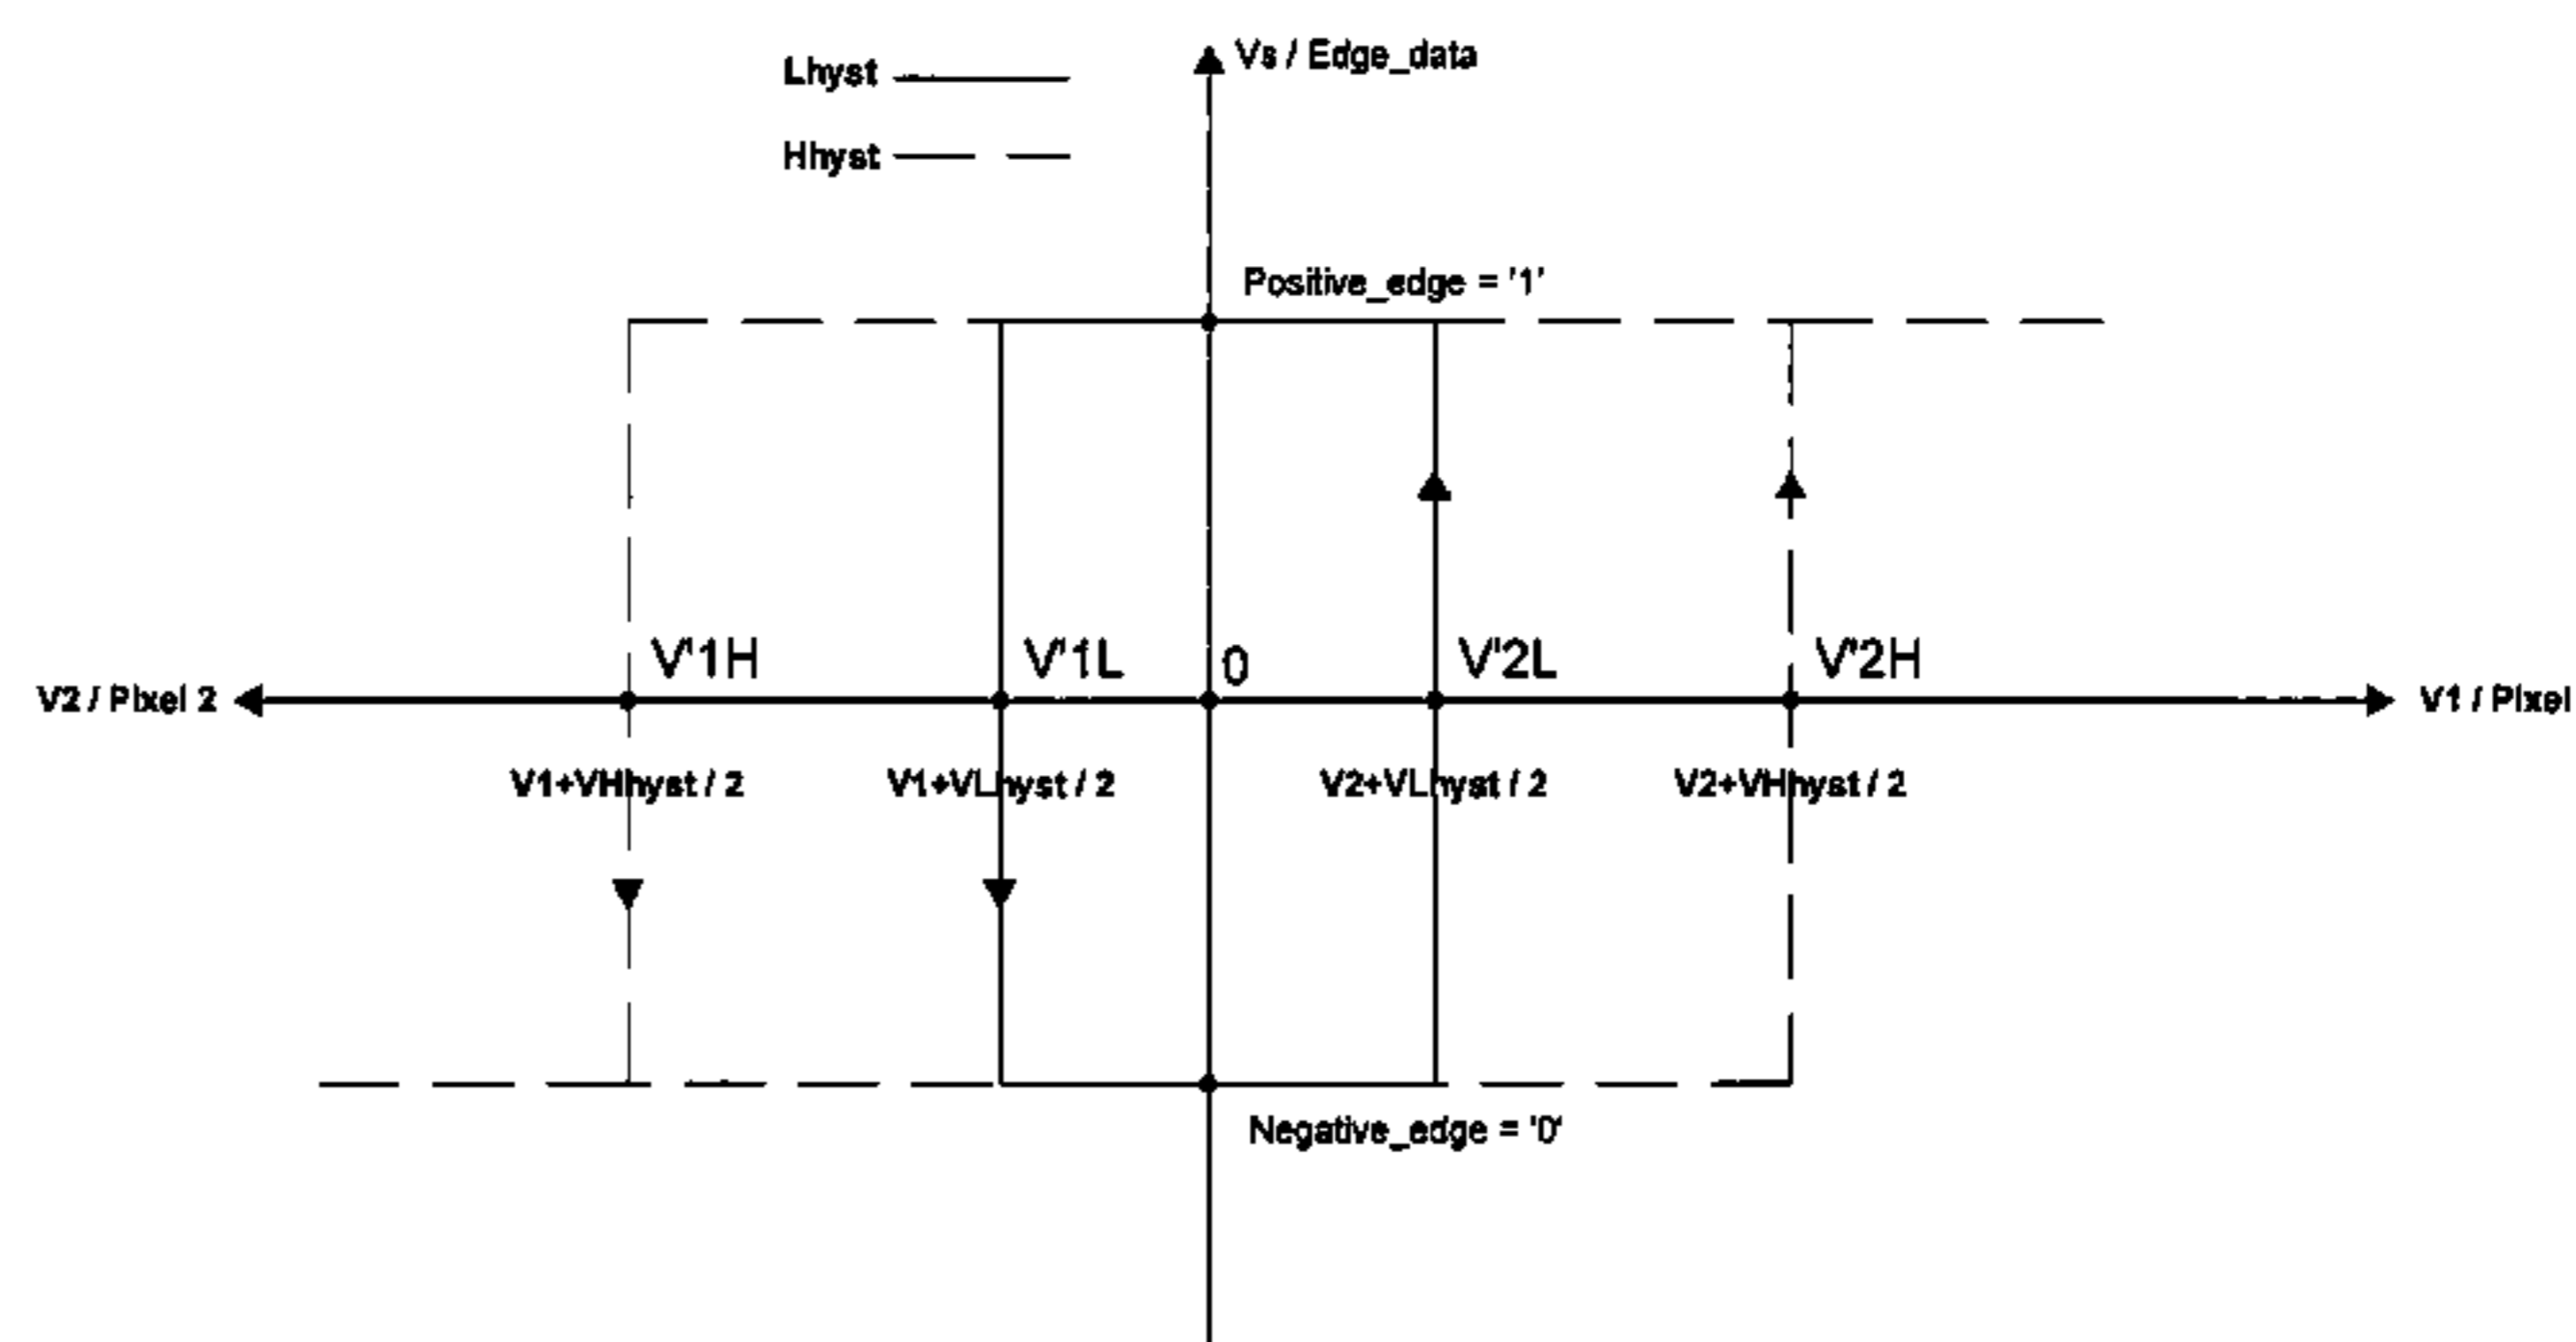 Vs / Edge_data
Lhyst
Hhyst
Positive_edge = '1'
V'1H
V'1L
0
V'2L
V'2H
V2 / Pixel 2
V1 / Pixel
V1+VHhyst / 2
V1+VLhyst / 2
V2+VLhyst / 2
V2+VHhyst / 2
Negative_edge = '0'